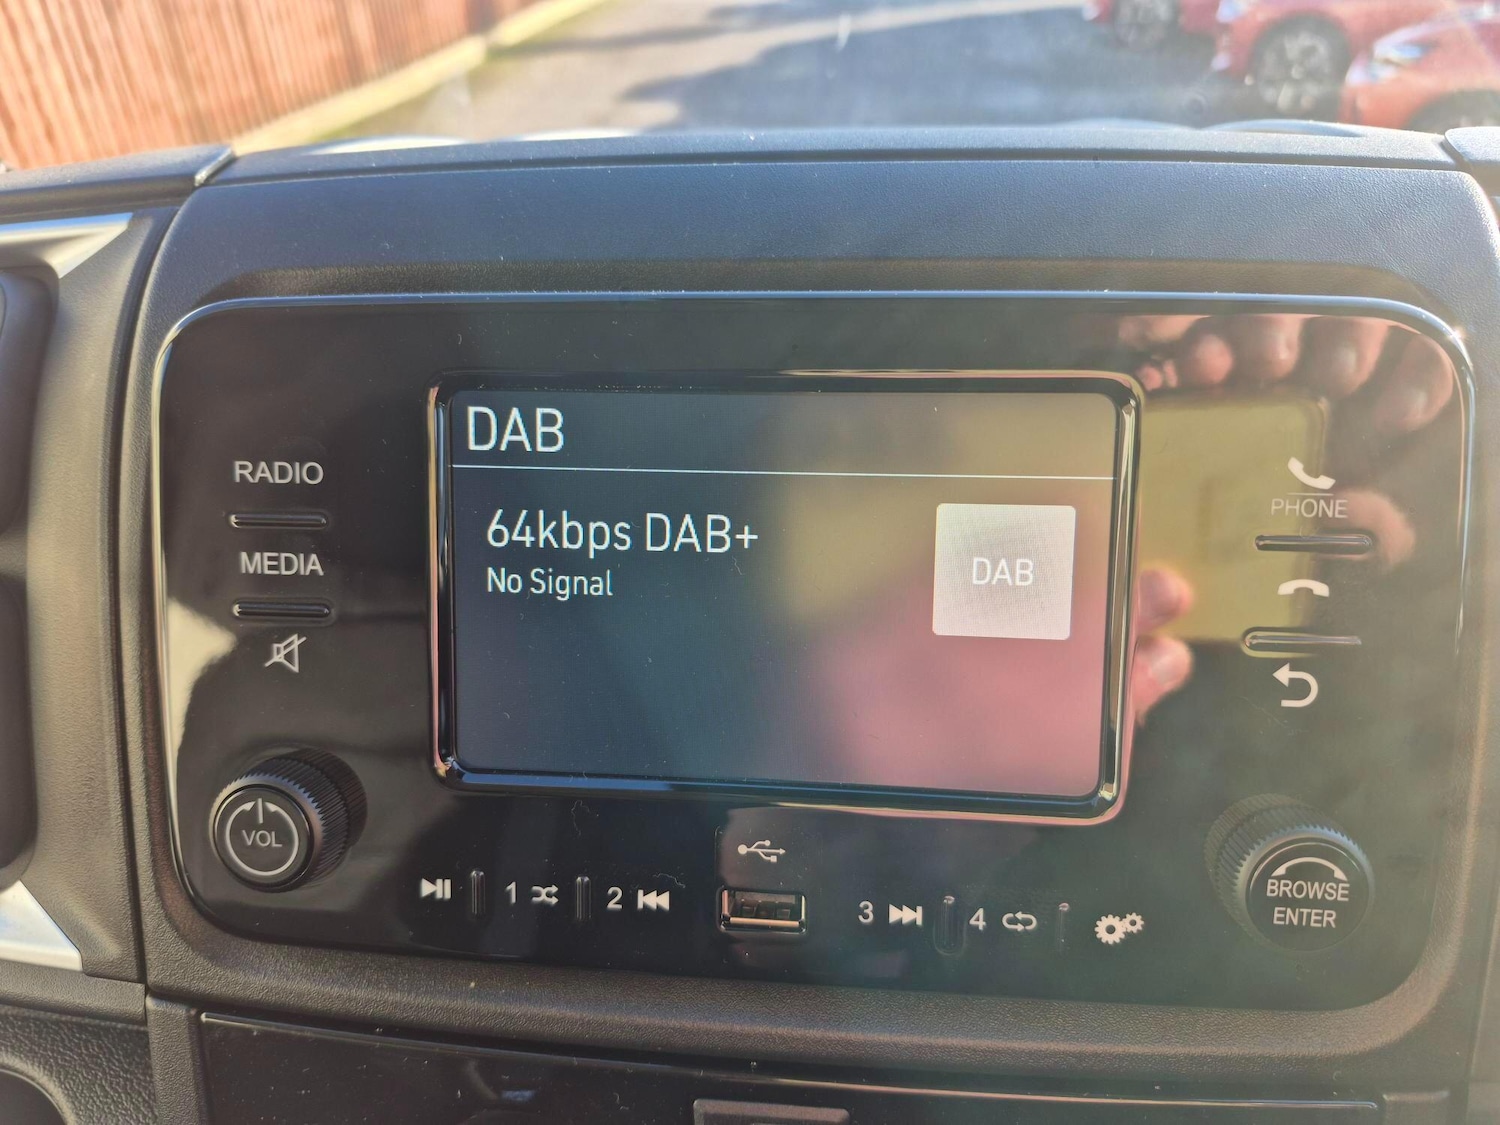 DAB
64kbps DAB+
No Signal
DAB
RADIO
MEDIA
VOL
PHONE
1
2
3
4
BROWSE
ENTER